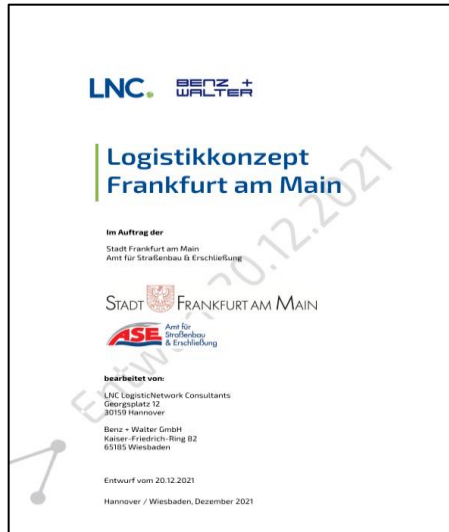 LNC.
BENZ +
WALTER
Logistikkonzept
Frankfurt am Main
Im Auftrag der
Stadt Frankfurt am Main
Amt für Straßenbau & Erschließung
STADT FRANKFURT AM MAIN
ASE Amt für
Straßenbau
& Erschließung
bearbeitet von:
LNC LogisticNetwork Consultants
Georgsplatz 12
30159 Hannover
Benz + Walter GmbH
Kaiser-Friedrich-Ring 82
65185 Wiesbaden
Entwurf vom 20.12.2021
Hannover / Wiesbaden, Dezember 2021
Entwurf 20.12.2021